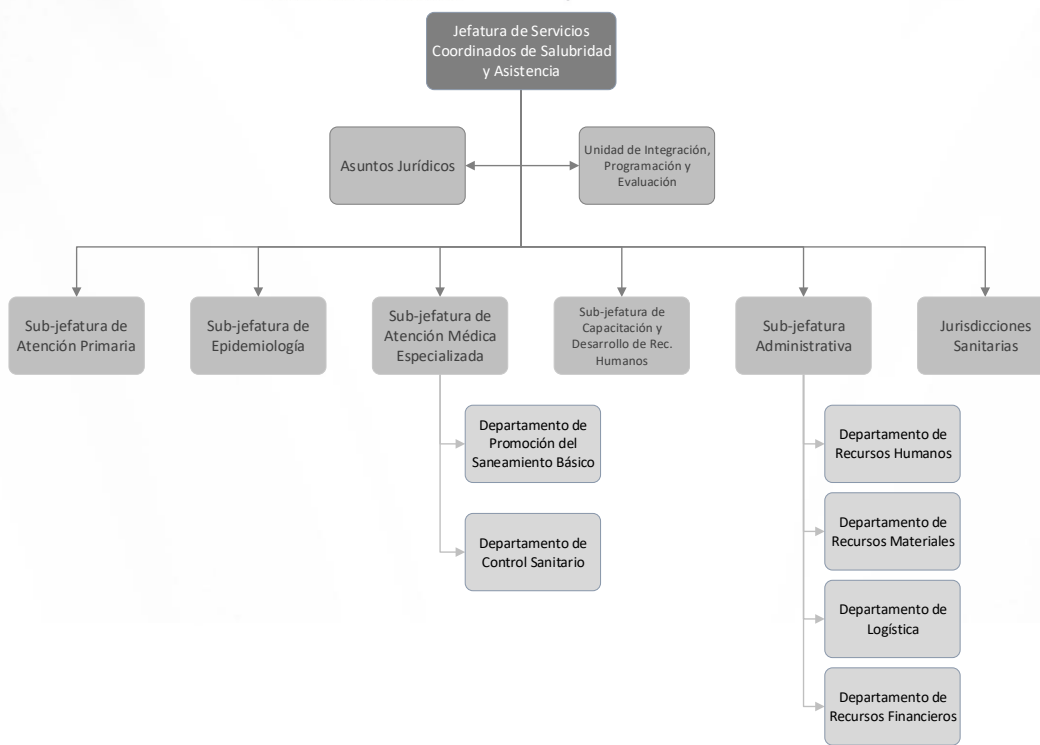 Jefatura de Servicios
Coordinados de Salubridad
y Asistencia
Asuntos Jurídicos
Unidad de Integración,
Programación y
Evaluación
Sub-jefatura de
Atención Primaria
Sub-jefatura de
Epidemiología
Sub-jefatura de
Atención Médica
Especializada
Sub-jefatura de
Capacitación y
Desarrollo de Rec.
Humanos
Sub-jefatura
Administrativa
Jurisdicciones
Sanitarias
Departamento de
Promoción del
Saneamiento Básico
Departamento de
Control Sanitario
Departamento de
Recursos Humanos
Departamento de
Recursos Materiales
Departamento de
Logística
Departamento de
Recursos Financieros